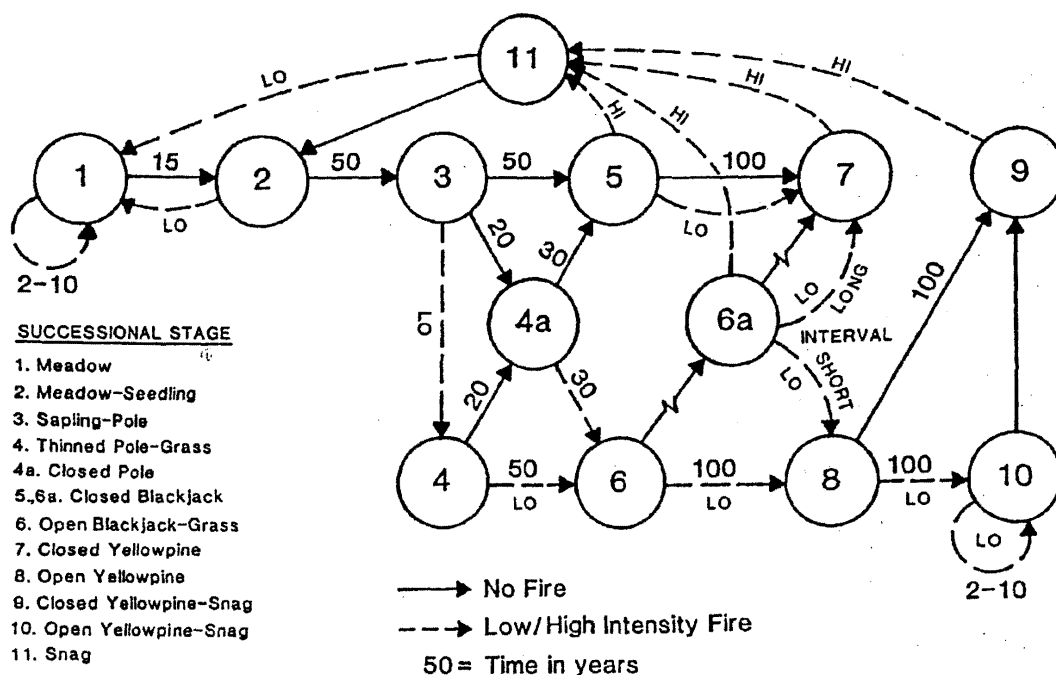 11
LO
HI
HI
HI
HI
1
15
2
50
3
50
5
100
7
9
LO
LO
2-10
20
30
4a
6a
LO
LONG
INTERVAL
LO
SHORT
100
20
30
4
50
LO
6
100
LO
8
100
LO
10
LO
2-10
SUCCESSIONAL STAGE
1. Meadow
2. Meadow-Seedling
3. Sapling-Pole
4. Thinned Pole-Grass
4a. Closed Pole
5.,6a. Closed Blackjack
6. Open Blackjack-Grass
7. Closed Yellowpine
8. Open Yellowpine
9. Closed Yellowpine-Snag
10. Open Yellowpine-Snag
11. Snag
No Fire
Low/High Intensity Fire
50= Time in years